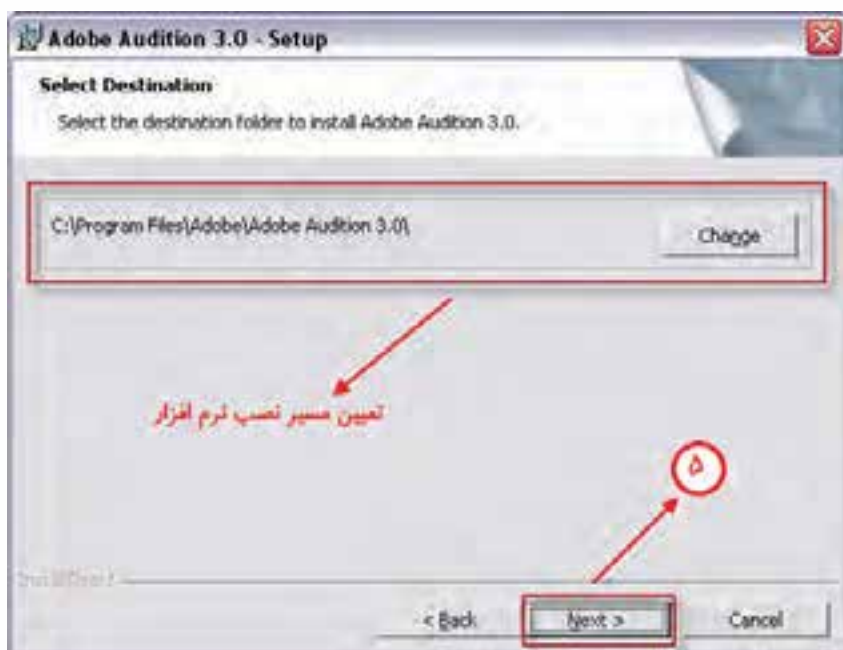 Adobe Audition 3.0 - Setup
Select Destination
Select the destination folder to install Adobe Audition 3.0.
C:\Program Files\Adobe\Adobe Audition 3.0\
Change
تعیین مسیر نصب نرم افزار
۵
InstallShield
< Back
Next >
Cancel